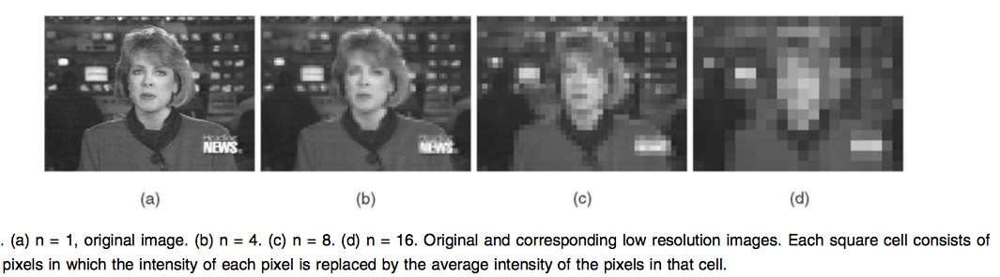 Headline
NEWS
(a) (b) (c) (d)
. (a) n = 1, original image. (b) n = 4. (c) n = 8. (d) n = 16. Original and corresponding low resolution images. Each square cell consists of
pixels in which the intensity of each pixel is replaced by the average intensity of the pixels in that cell.